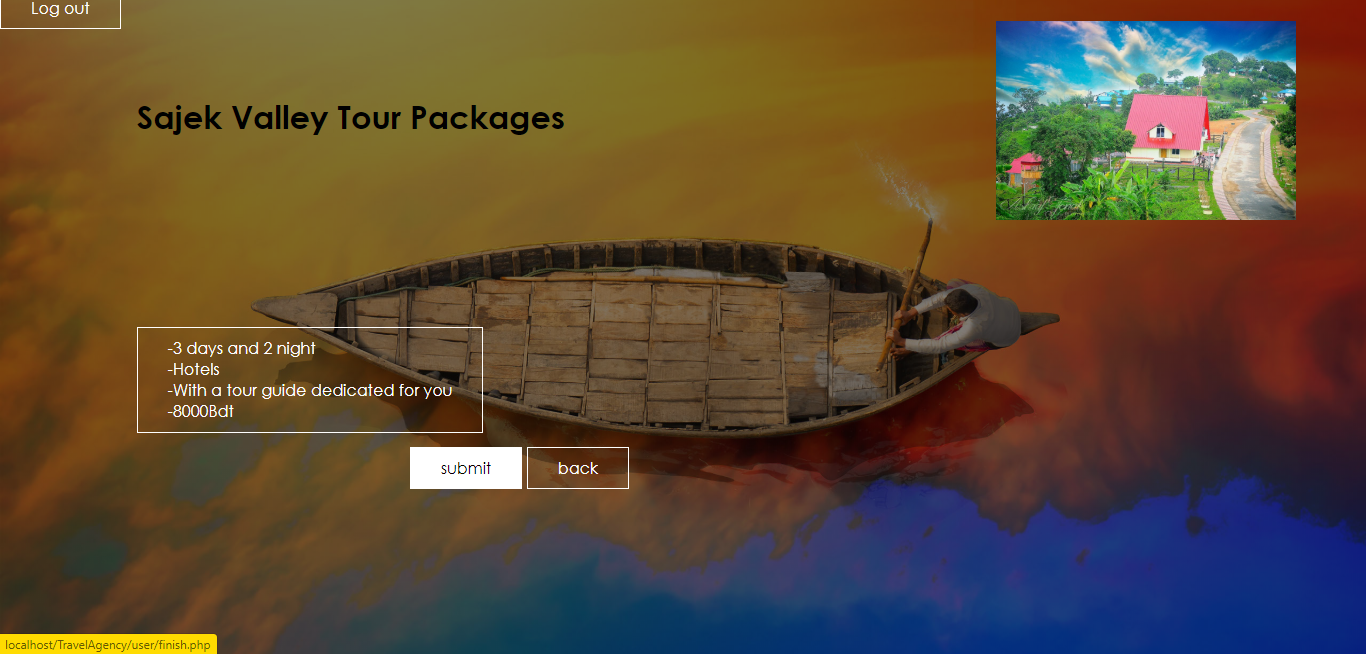 Log out
Sajek Valley Tour Packages
-3 days and 2 night
-Hotels
-With a tour guide dedicated for you
-8000Bdt
submit
back
localhost/TravelAgency/user/finish.php